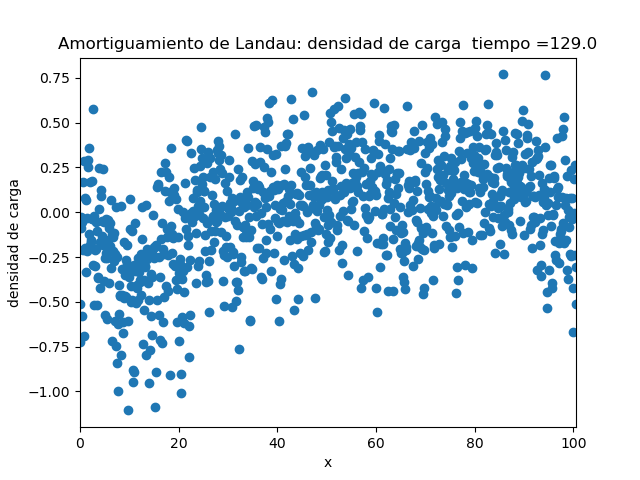 Amortiguamiento de Landau: densidad de carga  tiempo =129.0
0.75
0.50
0.25
0.00
−0.25
−0.50
−0.75
−1.00
densidad de carga
0 20 40 60 80 100
x